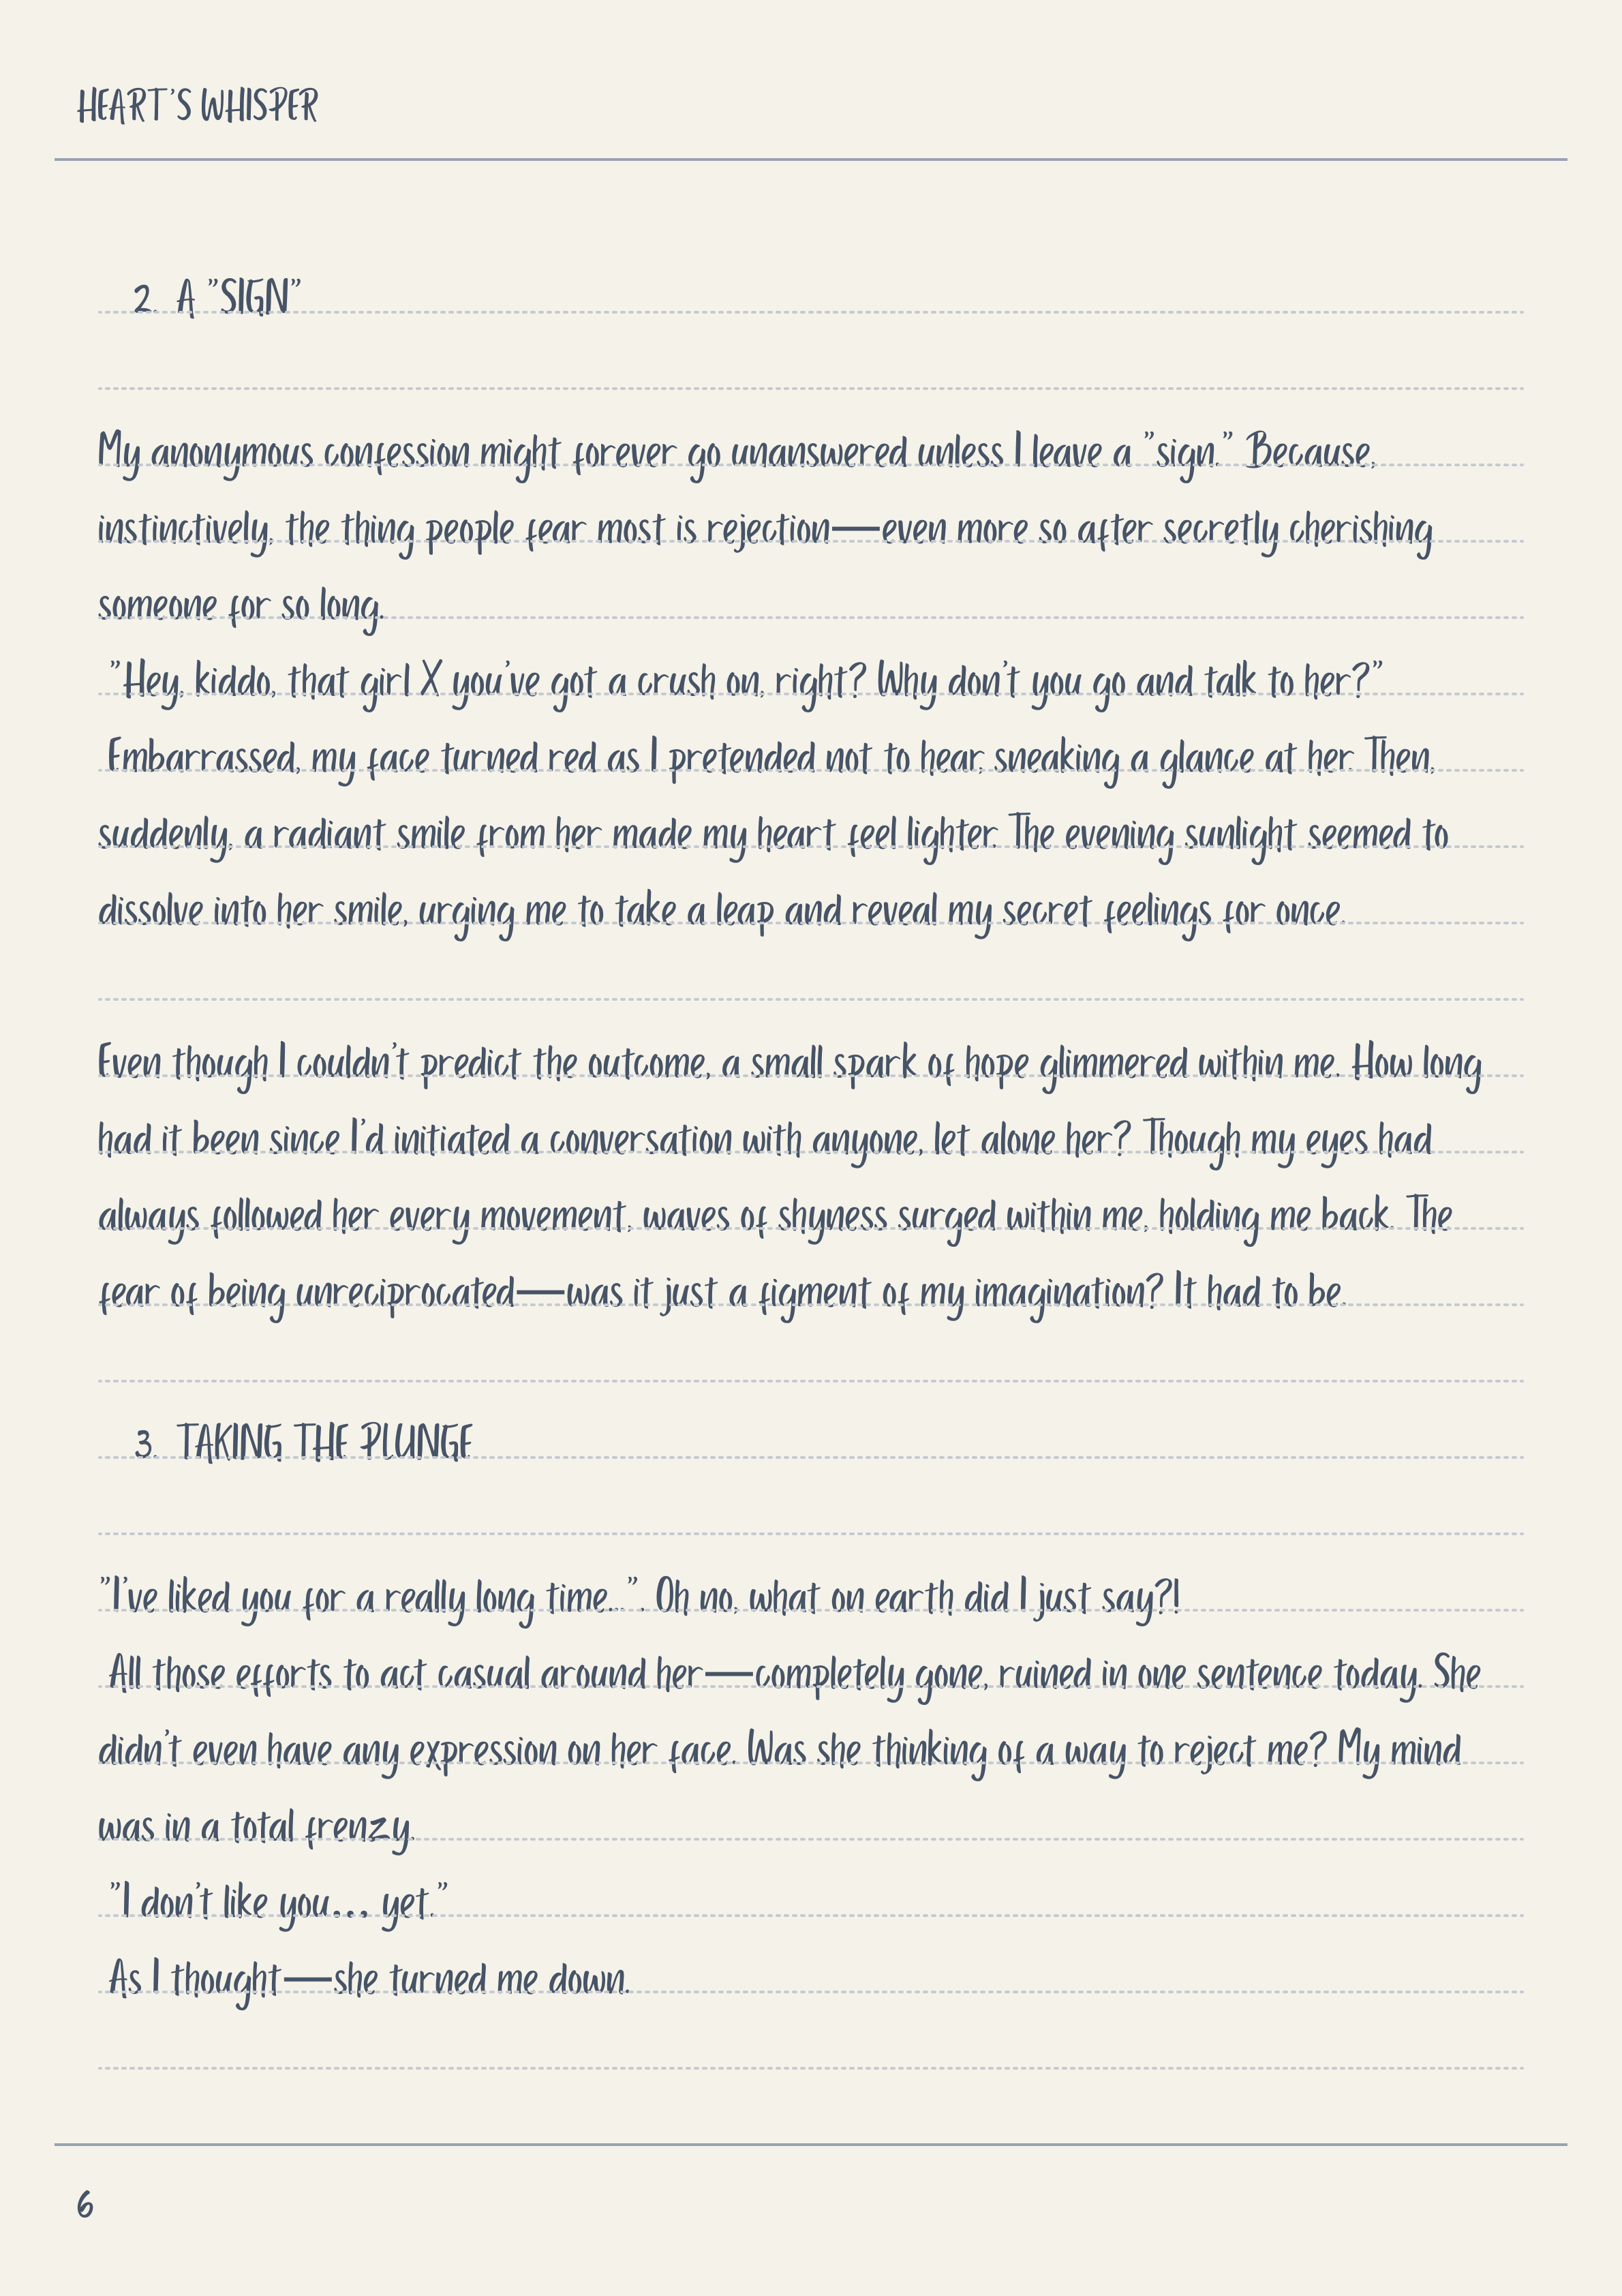 HEART'S WHISPER
2. A "SIGN"
My anonymous confession might forever go unanswered unless I leave a "sign." Because,
instinctively, the thing people fear most is rejection—even more so after secretly cherishing
someone for so long.
"Hey, kiddo, that girl X you've got a crush on, right? Why don't you go and talk to her?"
Embarrassed, my face turned red as I pretended not to hear, sneaking a glance at her. Then,
suddenly, a radiant smile from her made my heart feel lighter. The evening sunlight seemed to
dissolve into her smile, urging me to take a leap and reveal my secret feelings for once.
Even though I couldn't predict the outcome, a small spark of hope glimmered within me. How long
had it been since I'd initiated a conversation with anyone, let alone her? Though my eyes had
always followed her every movement, waves of shyness surged within me, holding me back. The
fear of being unreciprocated—was it just a figment of my imagination? It had to be.
3. TAKING THE PLUNGE
"I've liked you for a really long time...". Oh no, what on earth did I just say?!
All those efforts to act casual around her—completely gone, ruined in one sentence today. She
didn't even have any expression on her face. Was she thinking of a way to reject me? My mind
was in a total frenzy.
"I don't like you... yet."
As I thought—she turned me down.
6